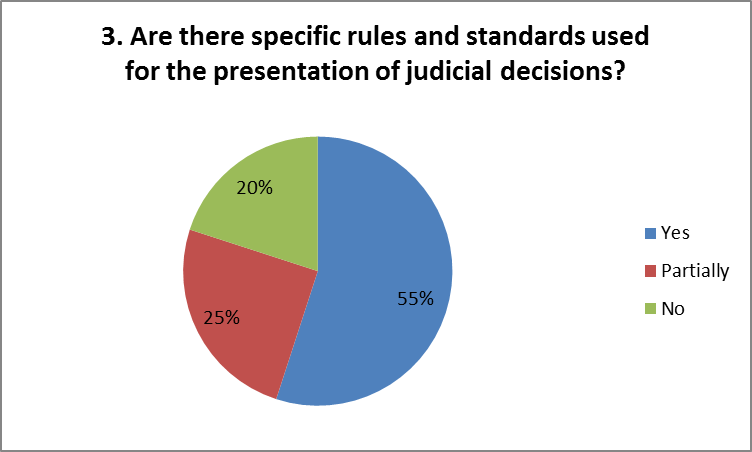 3. Are there specific rules and standards used
for the presentation of judicial decisions?
20%
55%
25%
Yes
Partially
No